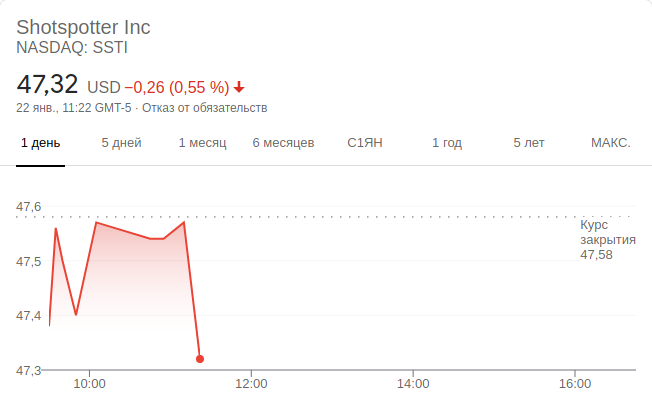 Shotspotter Inc
NASDAQ: SSTI
47,32 USD −0,26 (0,55 %)
22 янв., 11:22 GMT-5 · Отказ от обязательств
1 день 5 дней 1 месяц 6 месяцев С1ЯН 1 год 5 лет МАКС.
47,6
Курс
закрытия
47,58
47,5
47,4
47,3
10:00 12:00 14:00 16:00